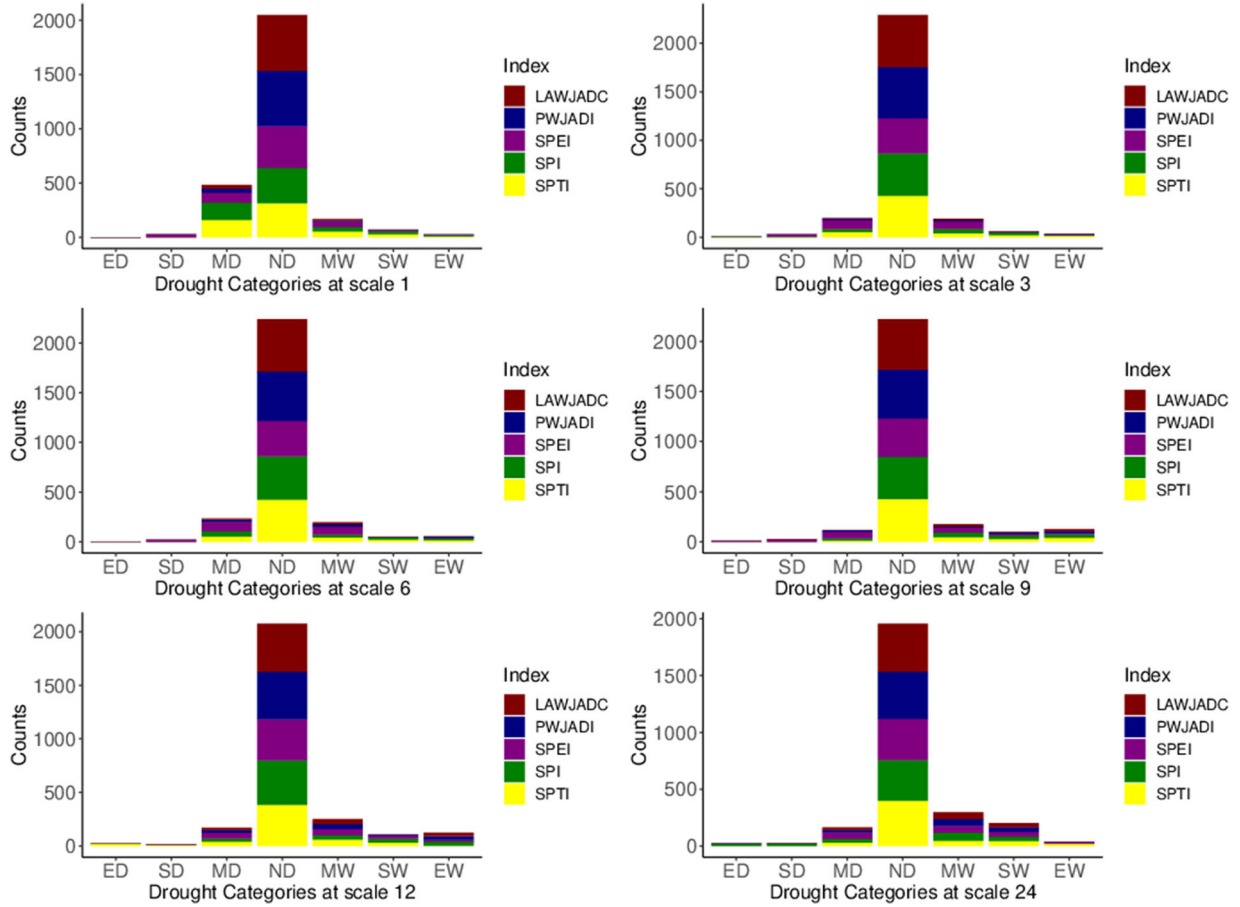 2000
1500
1000
500
0
Counts
ED SD MD ND MW SW EW
Drought Categories at scale 1
Index
LAWJADC
PWJADI
SPEI
SPI
SPTI
2000
1500
1000
500
0
Counts
ED SD MD ND MW SW EW
Drought Categories at scale 3
Index
LAWJADC
PWJADI
SPEI
SPI
SPTI
2000
1500
1000
500
0
Counts
ED SD MD ND MW SW EW
Drought Categories at scale 6
Index
LAWJADC
PWJADI
SPEI
SPI
SPTI
2000
1500
1000
500
0
Counts
ED SD MD ND MW SW EW
Drought Categories at scale 9
Index
LAWJADC
PWJADI
SPEI
SPI
SPTI
2000
1500
1000
500
0
Counts
ED SD MD ND MW SW EW
Drought Categories at scale 12
Index
LAWJADC
PWJADI
SPEI
SPI
SPTI
2000
1500
1000
500
0
Counts
ED SD MD ND MW SW EW
Drought Categories at scale 24
Index
LAWJADC
PWJADI
SPEI
SPI
SPTI